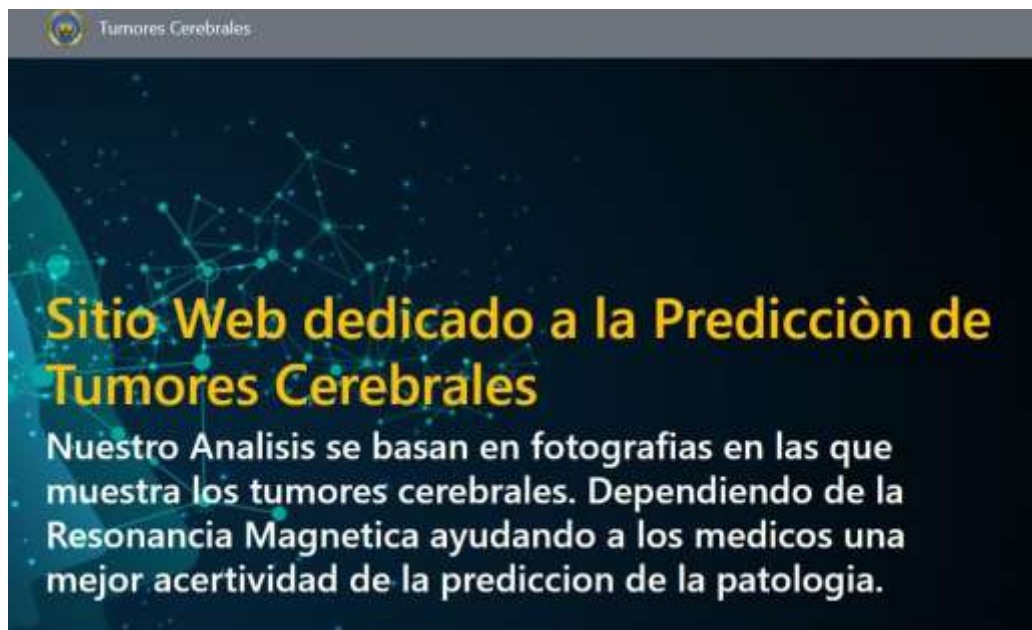 Tumores Cerebrales
Sitio Web dedicado a la Predicciòn de
Tumores Cerebrales
Nuestro Analisis se basan en fotografias en las que
muestra los tumores cerebrales. Dependiendo de la
Resonancia Magnetica ayudando a los medicos una
mejor acertividad de la prediccion de la patologia.